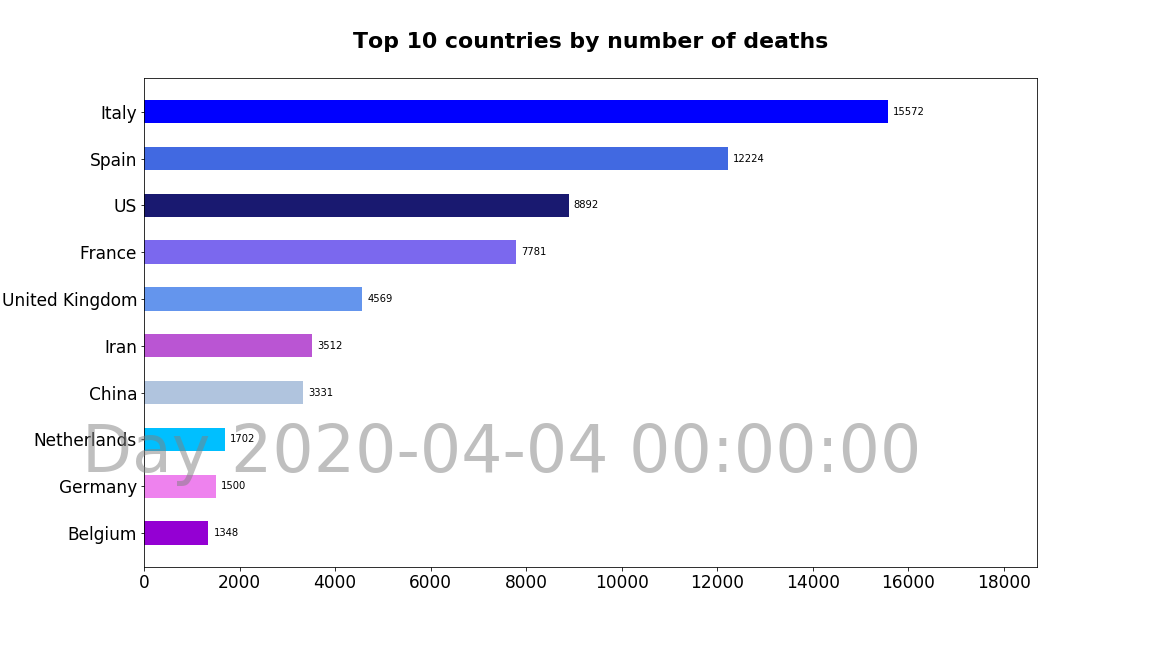 Top 10 countries by number of deaths
Italy 15572
Spain 12224
US 8892
France 7781
United Kingdom 4569
Iran 3512
China 3331
Netherlands 1702
Day 2020-04-04 00:00:00
Germany 1500
Belgium 1348
0 2000 4000 6000 8000 10000 12000 14000 16000 18000